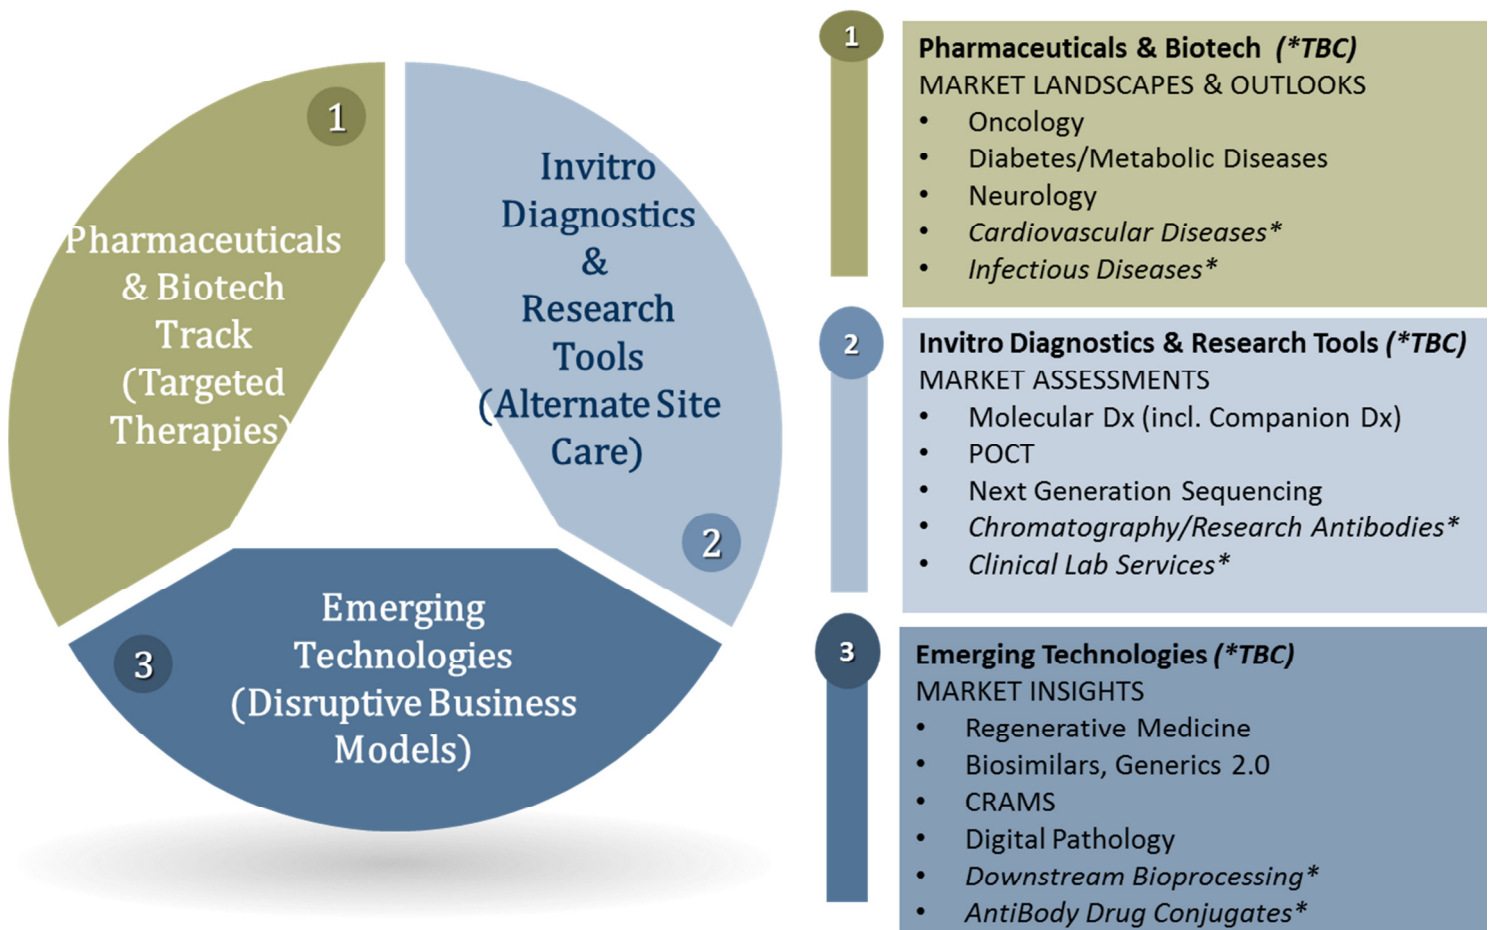 1
Pharmaceuticals
& Biotech
Track
(Targeted
Therapies)
Invitro
Diagnostics
&
Research
Tools
(Alternate Site
Care)
2
3
Emerging
Technologies
(Disruptive Business
Models)
1
Pharmaceuticals & Biotech (*TBC)
MARKET LANDSCAPES & OUTLOOKS
• Oncology
• Diabetes/Metabolic Diseases
• Neurology
• Cardiovascular Diseases*
• Infectious Diseases*
2
Invitro Diagnostics & Research Tools (*TBC)
MARKET ASSESSMENTS
• Molecular Dx (incl. Companion Dx)
• POCT
• Next Generation Sequencing
• Chromatography/Research Antibodies*
• Clinical Lab Services*
3
Emerging Technologies (*TBC)
MARKET INSIGHTS
• Regenerative Medicine
• Biosimilars, Generics 2.0
• CRAMS
• Digital Pathology
• Downstream Bioprocessing*
• AntiBody Drug Conjugates*